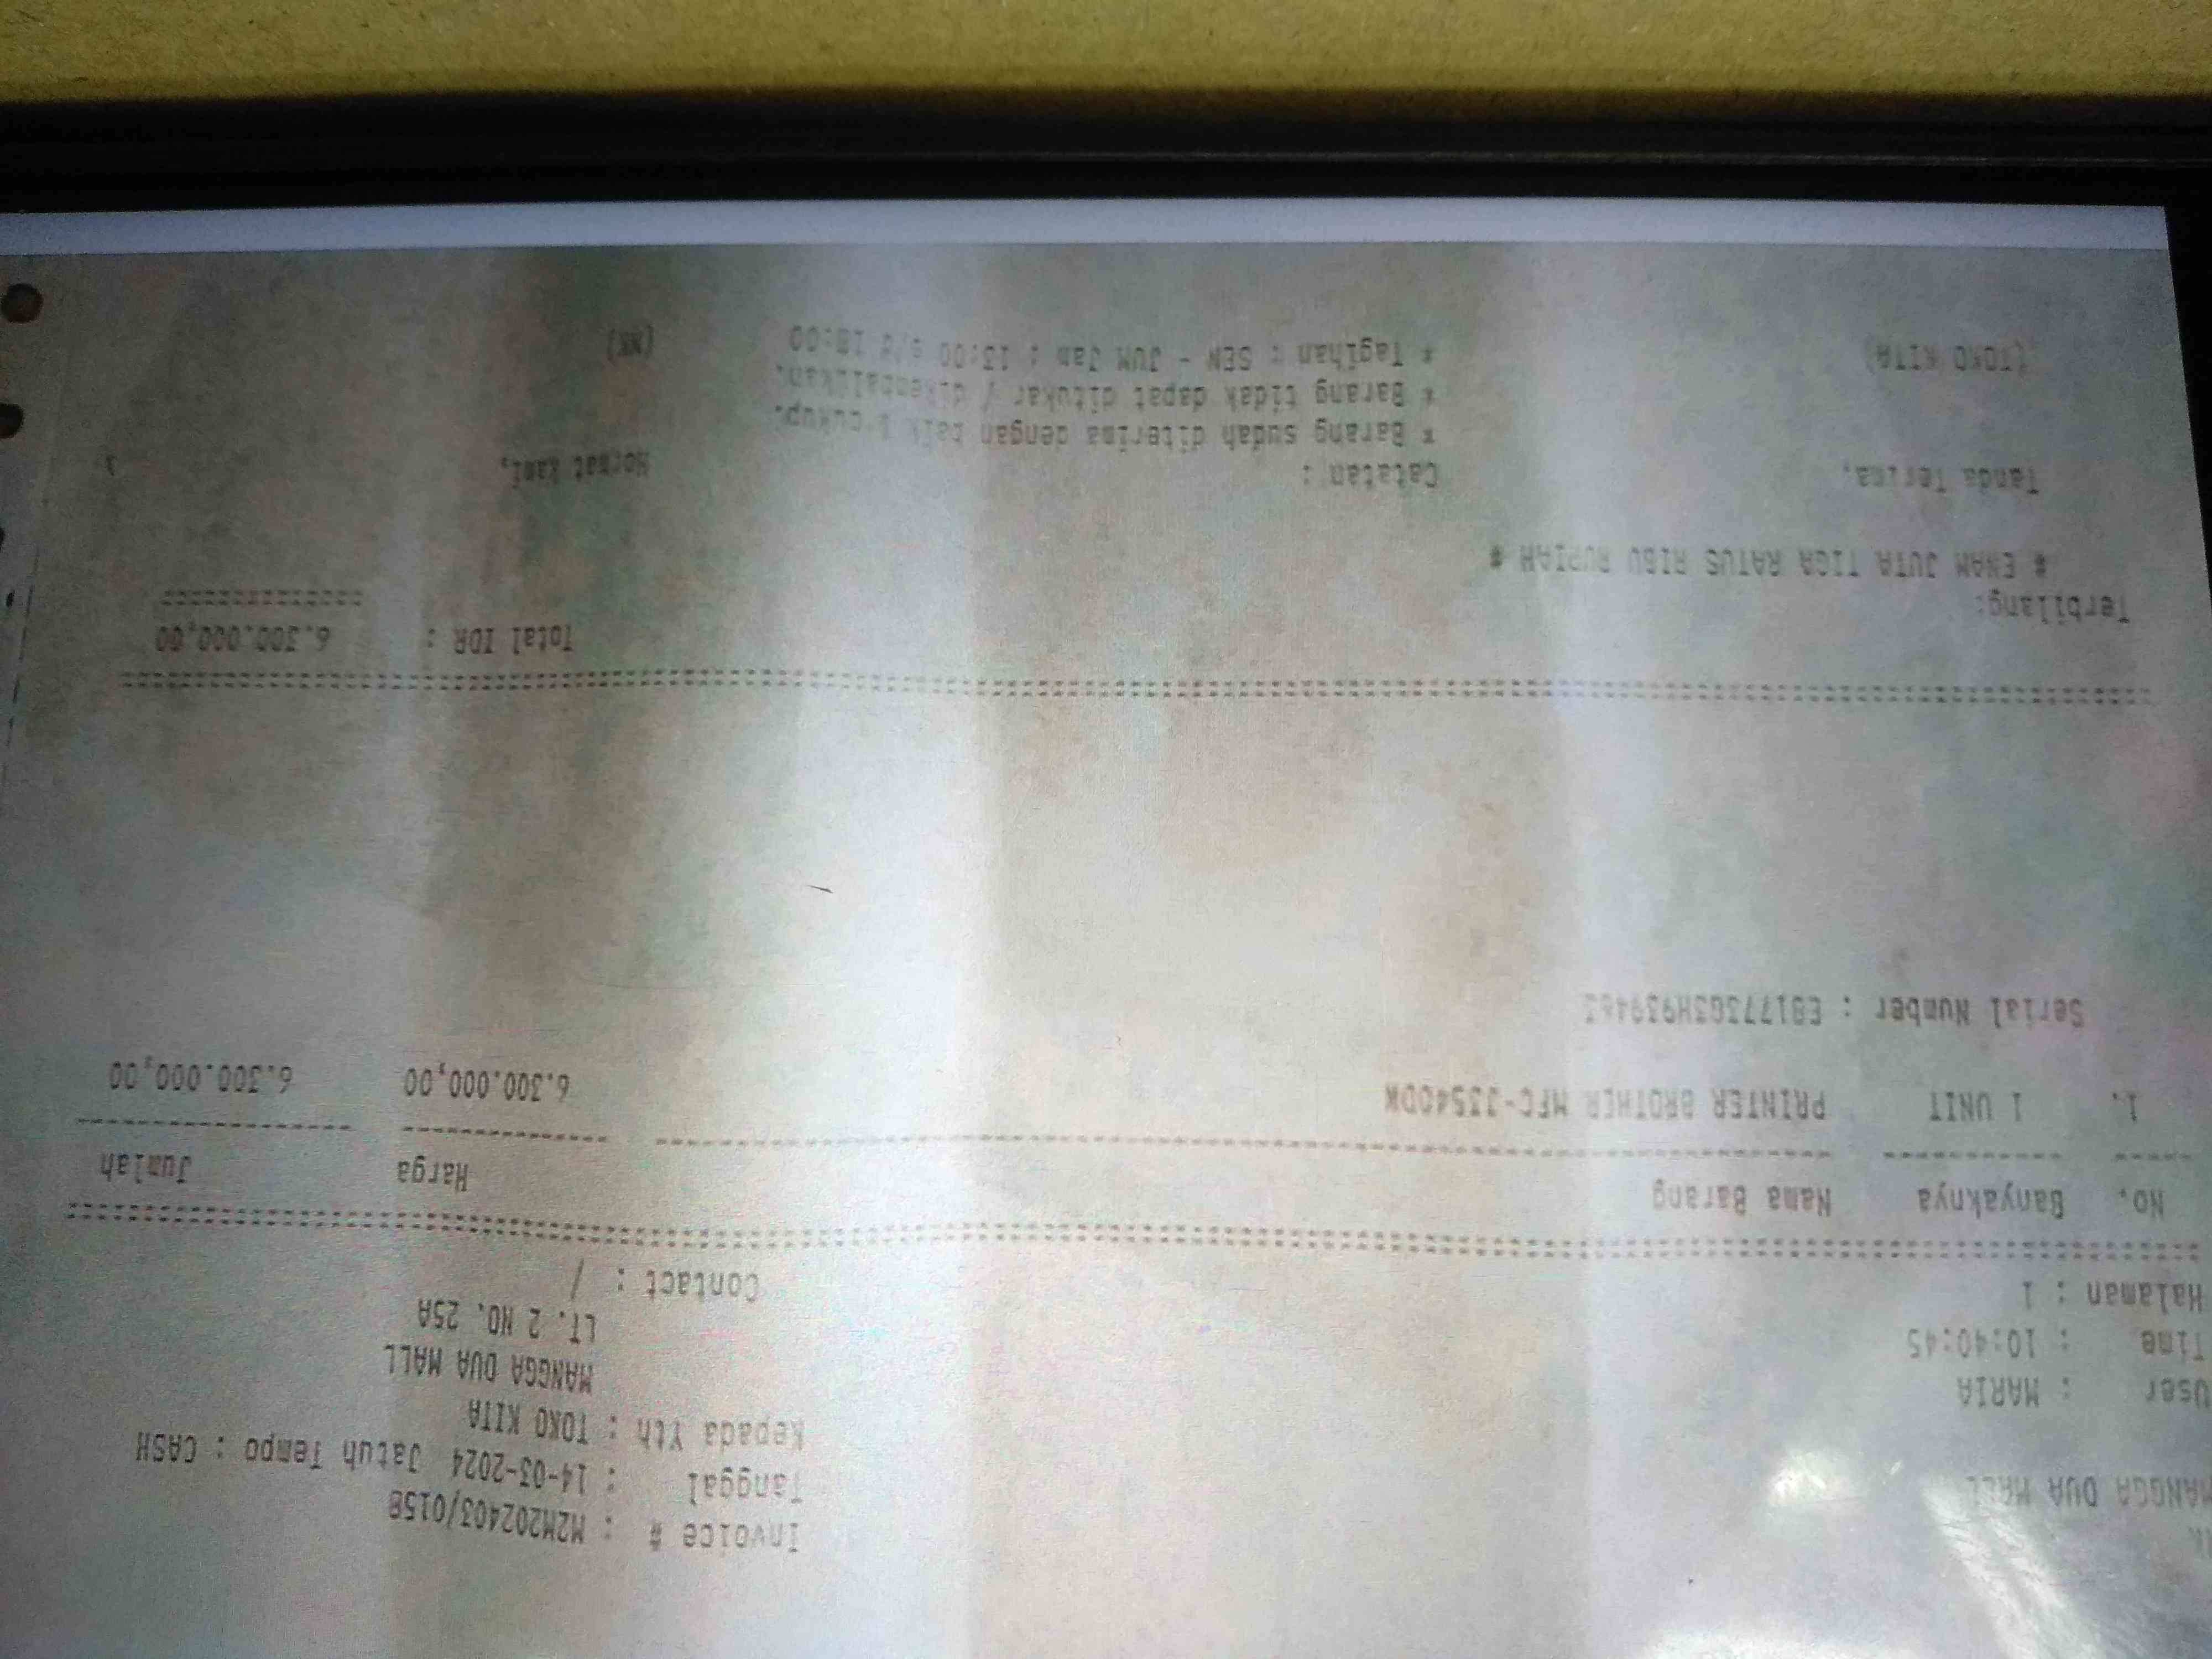 MANGGA DUA MALL
Invoice # : M2M202403/0158
Tanggal : 14-03-2024 Jatuh Tempo : CASH
User : MARIA
Kepada Yth : TOKO KITA
Time : 10:40:45
MANGGA DUA MALL
Halaman : 1
LT. 2 NO. 25A
Contact : /
No. Banyaknya Nama Barang Harga Jumlah
1. 1 UNIT PRINTER BROTHER MFC-J3540DW 6.300.000,00 6.300.000,00
Serial Number :
Total IDR : 6.300.000,00
Terbilang:
# ENAM JUTA TIGA RATUS RIBU RUPIAH #
Tanda Terima, Catatan : Hormat kami,
* Barang sudah diterima dengan baik & cukup.
* Barang tidak dapat ditukar / dikembalikan.
* Tagihan : SEN - JUM Jam : 13:00 s/d 18:00
(TOKO KITA)